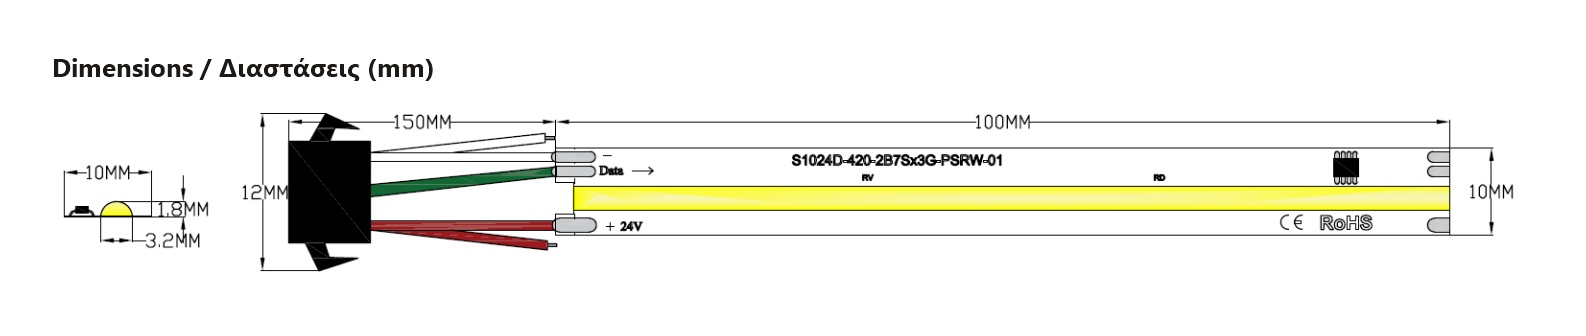 Dimensions / Διαστάσεις (mm)
150MM
100MM
S1024D-420-2B7Sx3G-PSRW-01
−
Data →
RV
RD
10MM
12MM
10MM
1.8MM
3.2MM
+ 24V
CE RoHS